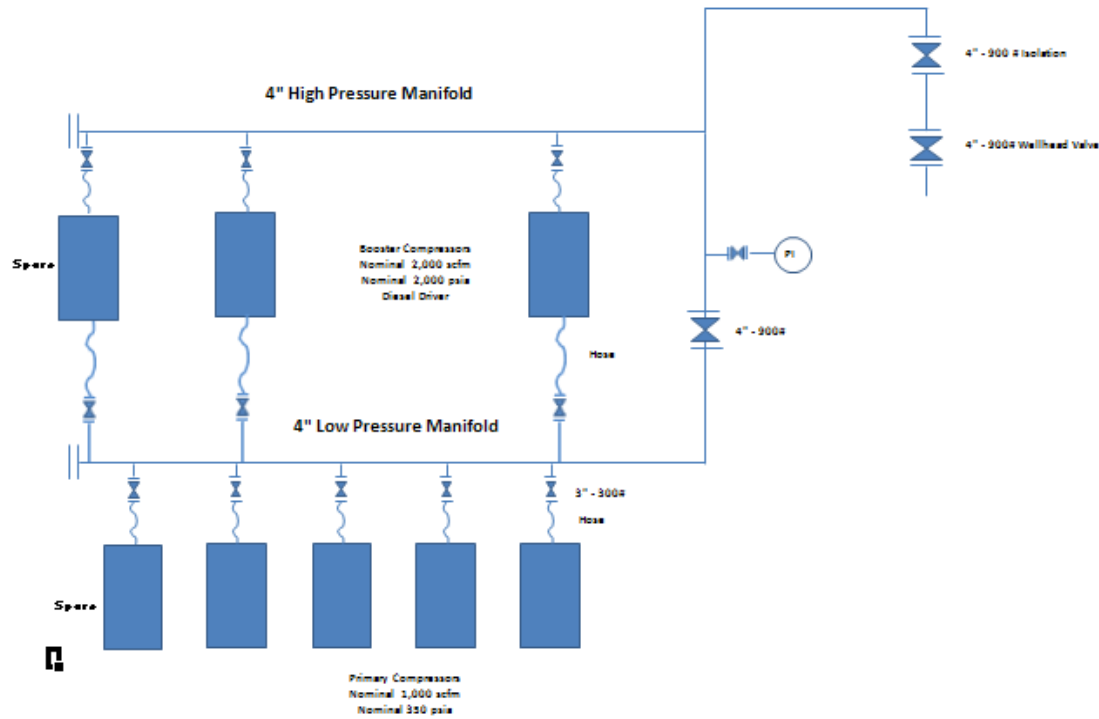 4" - 900 # Isolation
4" High Pressure Manifold
4" - 900# Wellhead Valve
Spare
Booster Compressors
Nominal 2,000 scfm
Nominal 2,000 psig
Diesel Driver
PI
4" - 900#
Hose
4" Low Pressure Manifold
3" - 300#
Hose
Spare
Primary Compressors
Nominal 1,000 scfm
Nominal 350 psig